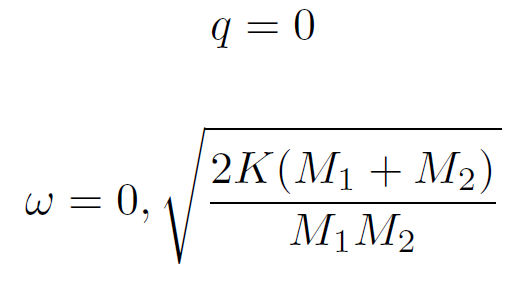 q = 0
ω = 0, √(2K(M₁ + M₂) / M₁M₂)